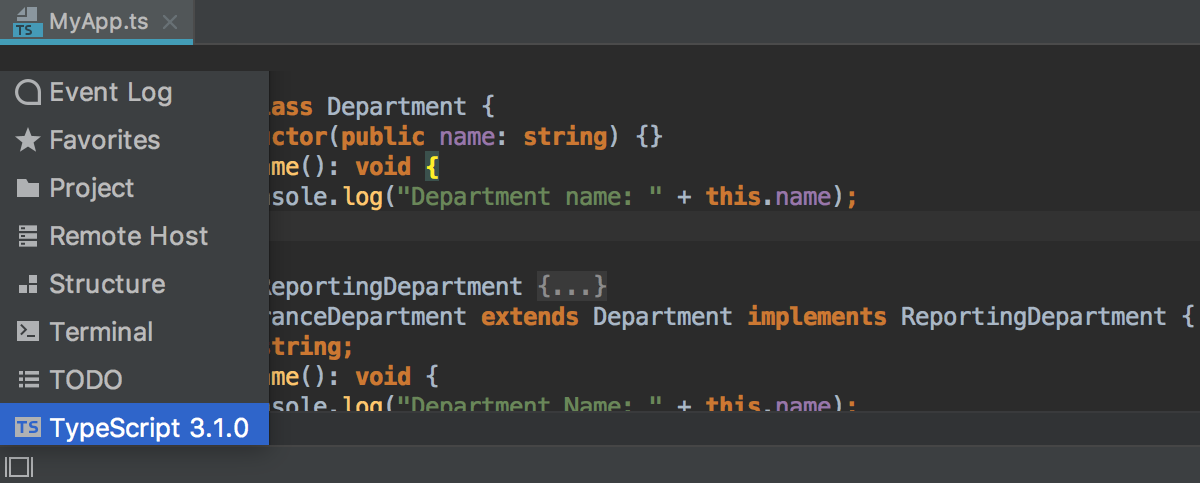 TS MyApp.ts
Event Log
Favorites
Project
Remote Host
Structure
Terminal
TODO
TS TypeScript 3.1.0
ass Department {
ctor(public name: string) {}
me(): void {
sole.log("Department name: " + this.name);
ReportingDepartment {...}
ranceDepartment extends Department implements ReportingDepartment {
tring;
me(): void {
sole.log("Department Name: " + this.name);